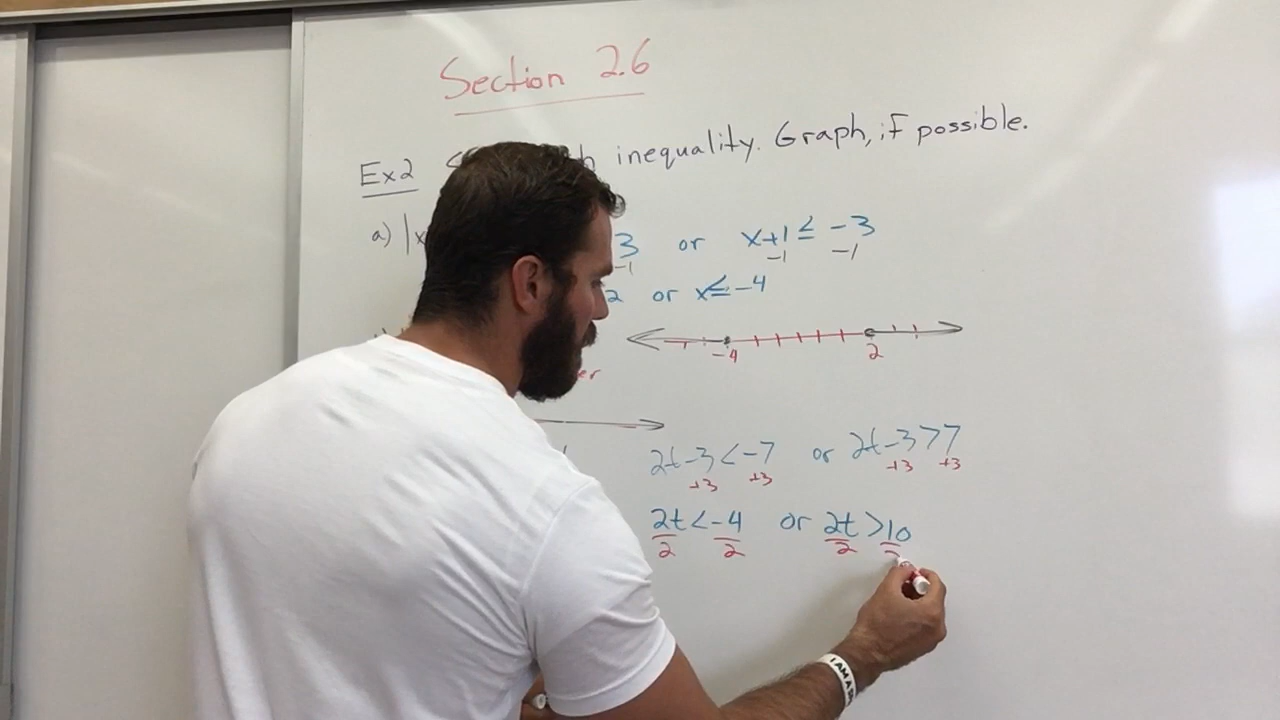 Section 2.6
Ex2 inequality. Graph, if possible.
a) |x 3 or x+1 ≤ -3
-1 -1 -1
2 or x ≤ -4
-4 2
2t-3 < -7 or 2t-3 > 7
+3 +3 +3 +3
2t < -4 or 2t > 10
2 2 2
I AM A